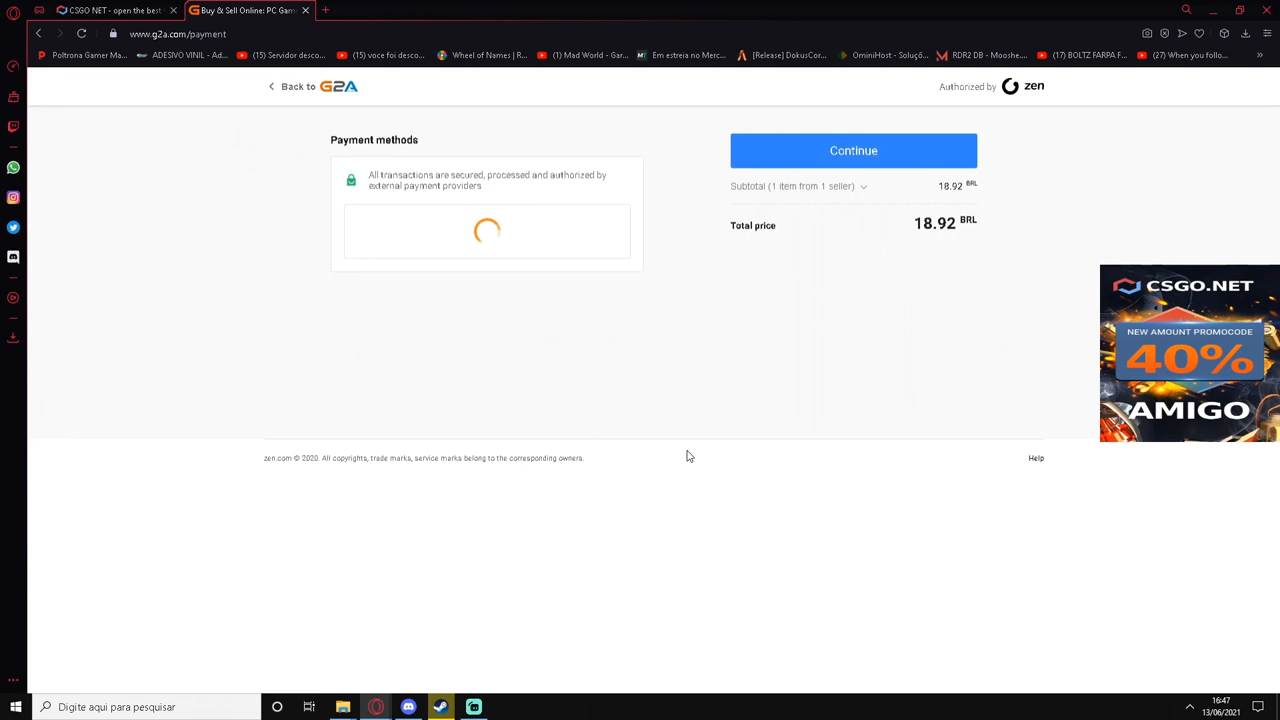 CSGO NET - open the best
Buy & Sell Online: PC Gam
www.g2a.com/payment
Poltrona Gamer Ma...
ADESIVO VINIL - Ad...
(15) Servidor desco...
(15) voce foi desco...
Wheel of Names | R...
(1) Mad World - Gar...
Em estreia no Merc...
[Release] DokusCor...
OminiHost - Soluçõ...
RDR2 DB - Mooshe...
(17) BOLTZ FARPA F...
(27) When you follo...
Back to G2A
Authorized by zen
Payment methods
All transactions are secured, processed and authorized by
external payment providers
Continue
Subtotal (1 item from 1 seller) 18.92 BRL
Total price 18.92 BRL
CSGO.NET
NEW AMOUNT PROMOCODE
40%
AMIGO
zen.com © 2020. All copyrights, trade marks, service marks belong to the corresponding owners.
Help
Digite aqui para pesquisar
16:47
13/06/2021